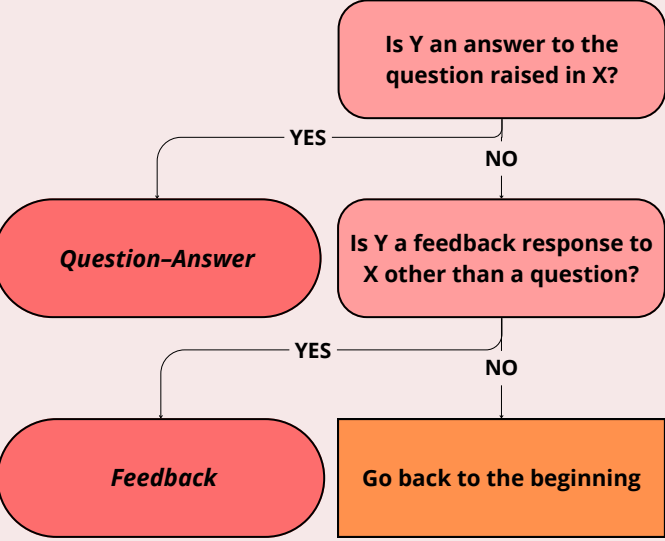 Is Y an answer to the
question raised in X?
YES
NO
Question–Answer
Is Y a feedback response to
X other than a question?
YES
NO
Feedback
Go back to the beginning